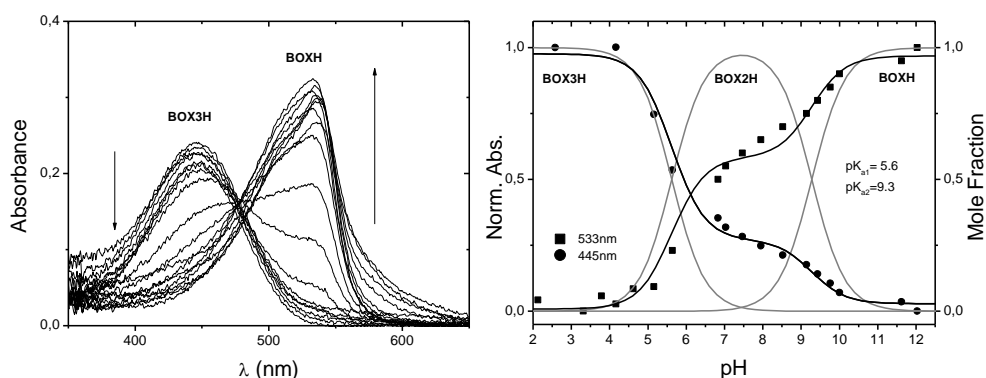 0,4
0,2
0,0
Absorbance
400
500
600
λ (nm)
BOX3H
BOXH
1,0
0,5
0,0
Norm. Abs.
2 3 4 5 6 7 8 9 10 11 12
pH
1,0
0,5
0,0
Mole Fraction
BOX3H
BOX2H
BOXH
pKa1= 5.6
pKa2=9.3
533nm
445nm